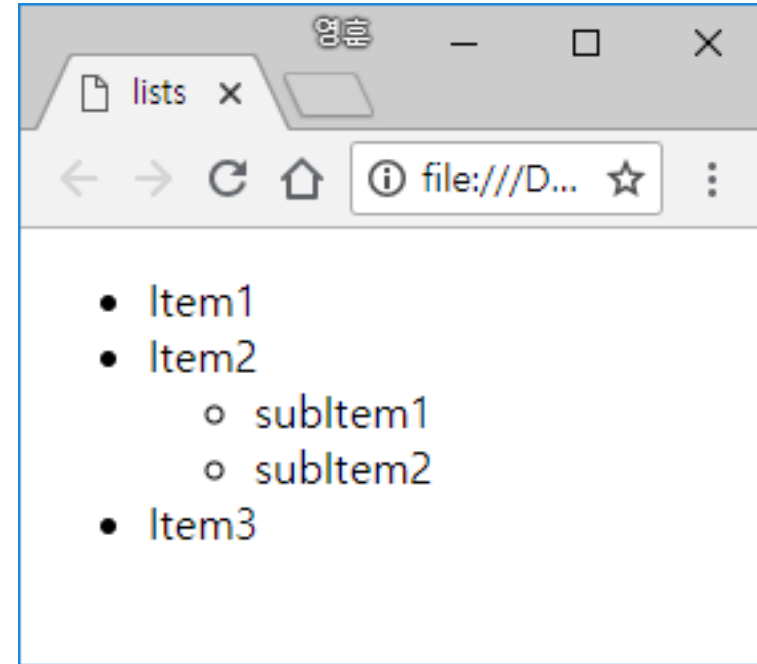 영훈
lists
file:///D...
Item1
Item2
subItem1
subItem2
Item3